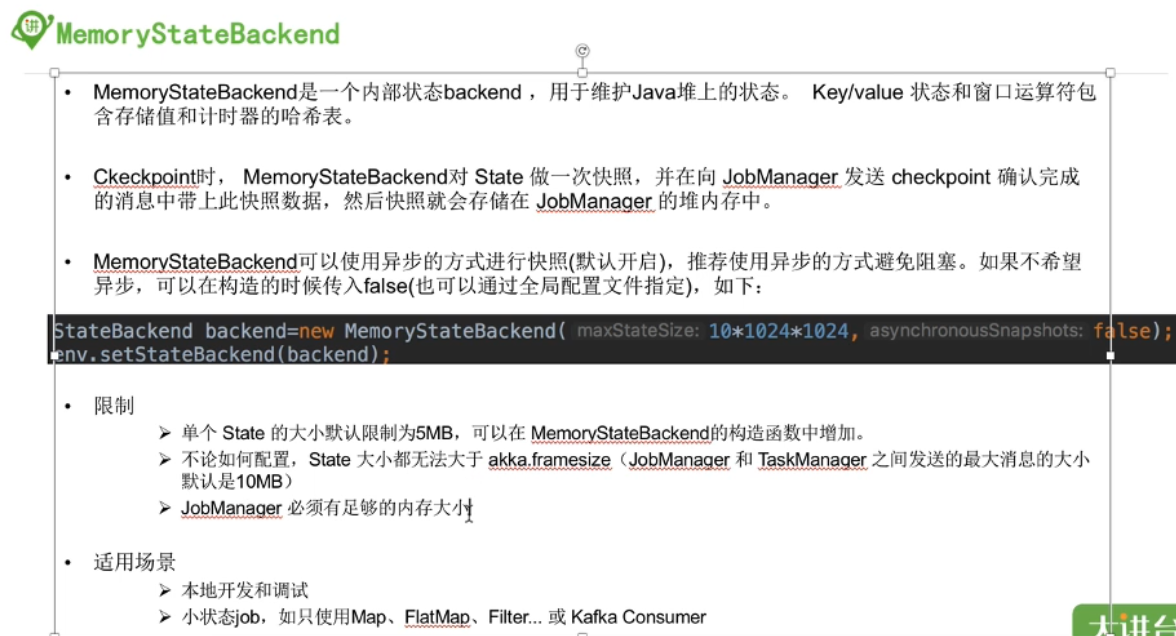 讲
MemoryStateBackend
• MemoryStateBackend是一个内部状态backend ，用于维护Java堆上的状态。 Key/value 状态和窗口运算符包
含存储值和计时器的哈希表。
• Ckeckpoint时， MemoryStateBackend对 State 做一次快照，并在向 JobManager 发送 checkpoint 确认完成
的消息中带上此快照数据，然后快照就会存储在 JobManager 的堆内存中。
• MemoryStateBackend可以使用异步的方式进行快照(默认开启)，推荐使用异步的方式避免阻塞。如果不希望
异步，可以在构造的时候传入false(也可以通过全局配置文件指定)，如下：
StateBackend backend=new MemoryStateBackend( maxStateSize: 10*1024*1024, asynchronousSnapshots: false);
env.setStateBackend(backend);
• 限制
➢ 单个 State 的大小默认限制为5MB，可以在 MemoryStateBackend的构造函数中增加。
➢ 不论如何配置，State 大小都无法大于 akka.framesize（JobManager 和 TaskManager 之间发送的最大消息的大小
默认是10MB）
➢ JobManager 必须有足够的内存大小
• 适用场景
➢ 本地开发和调试
➢ 小状态job，如只使用Map、FlatMap、Filter... 或 Kafka Consumer
大讲台